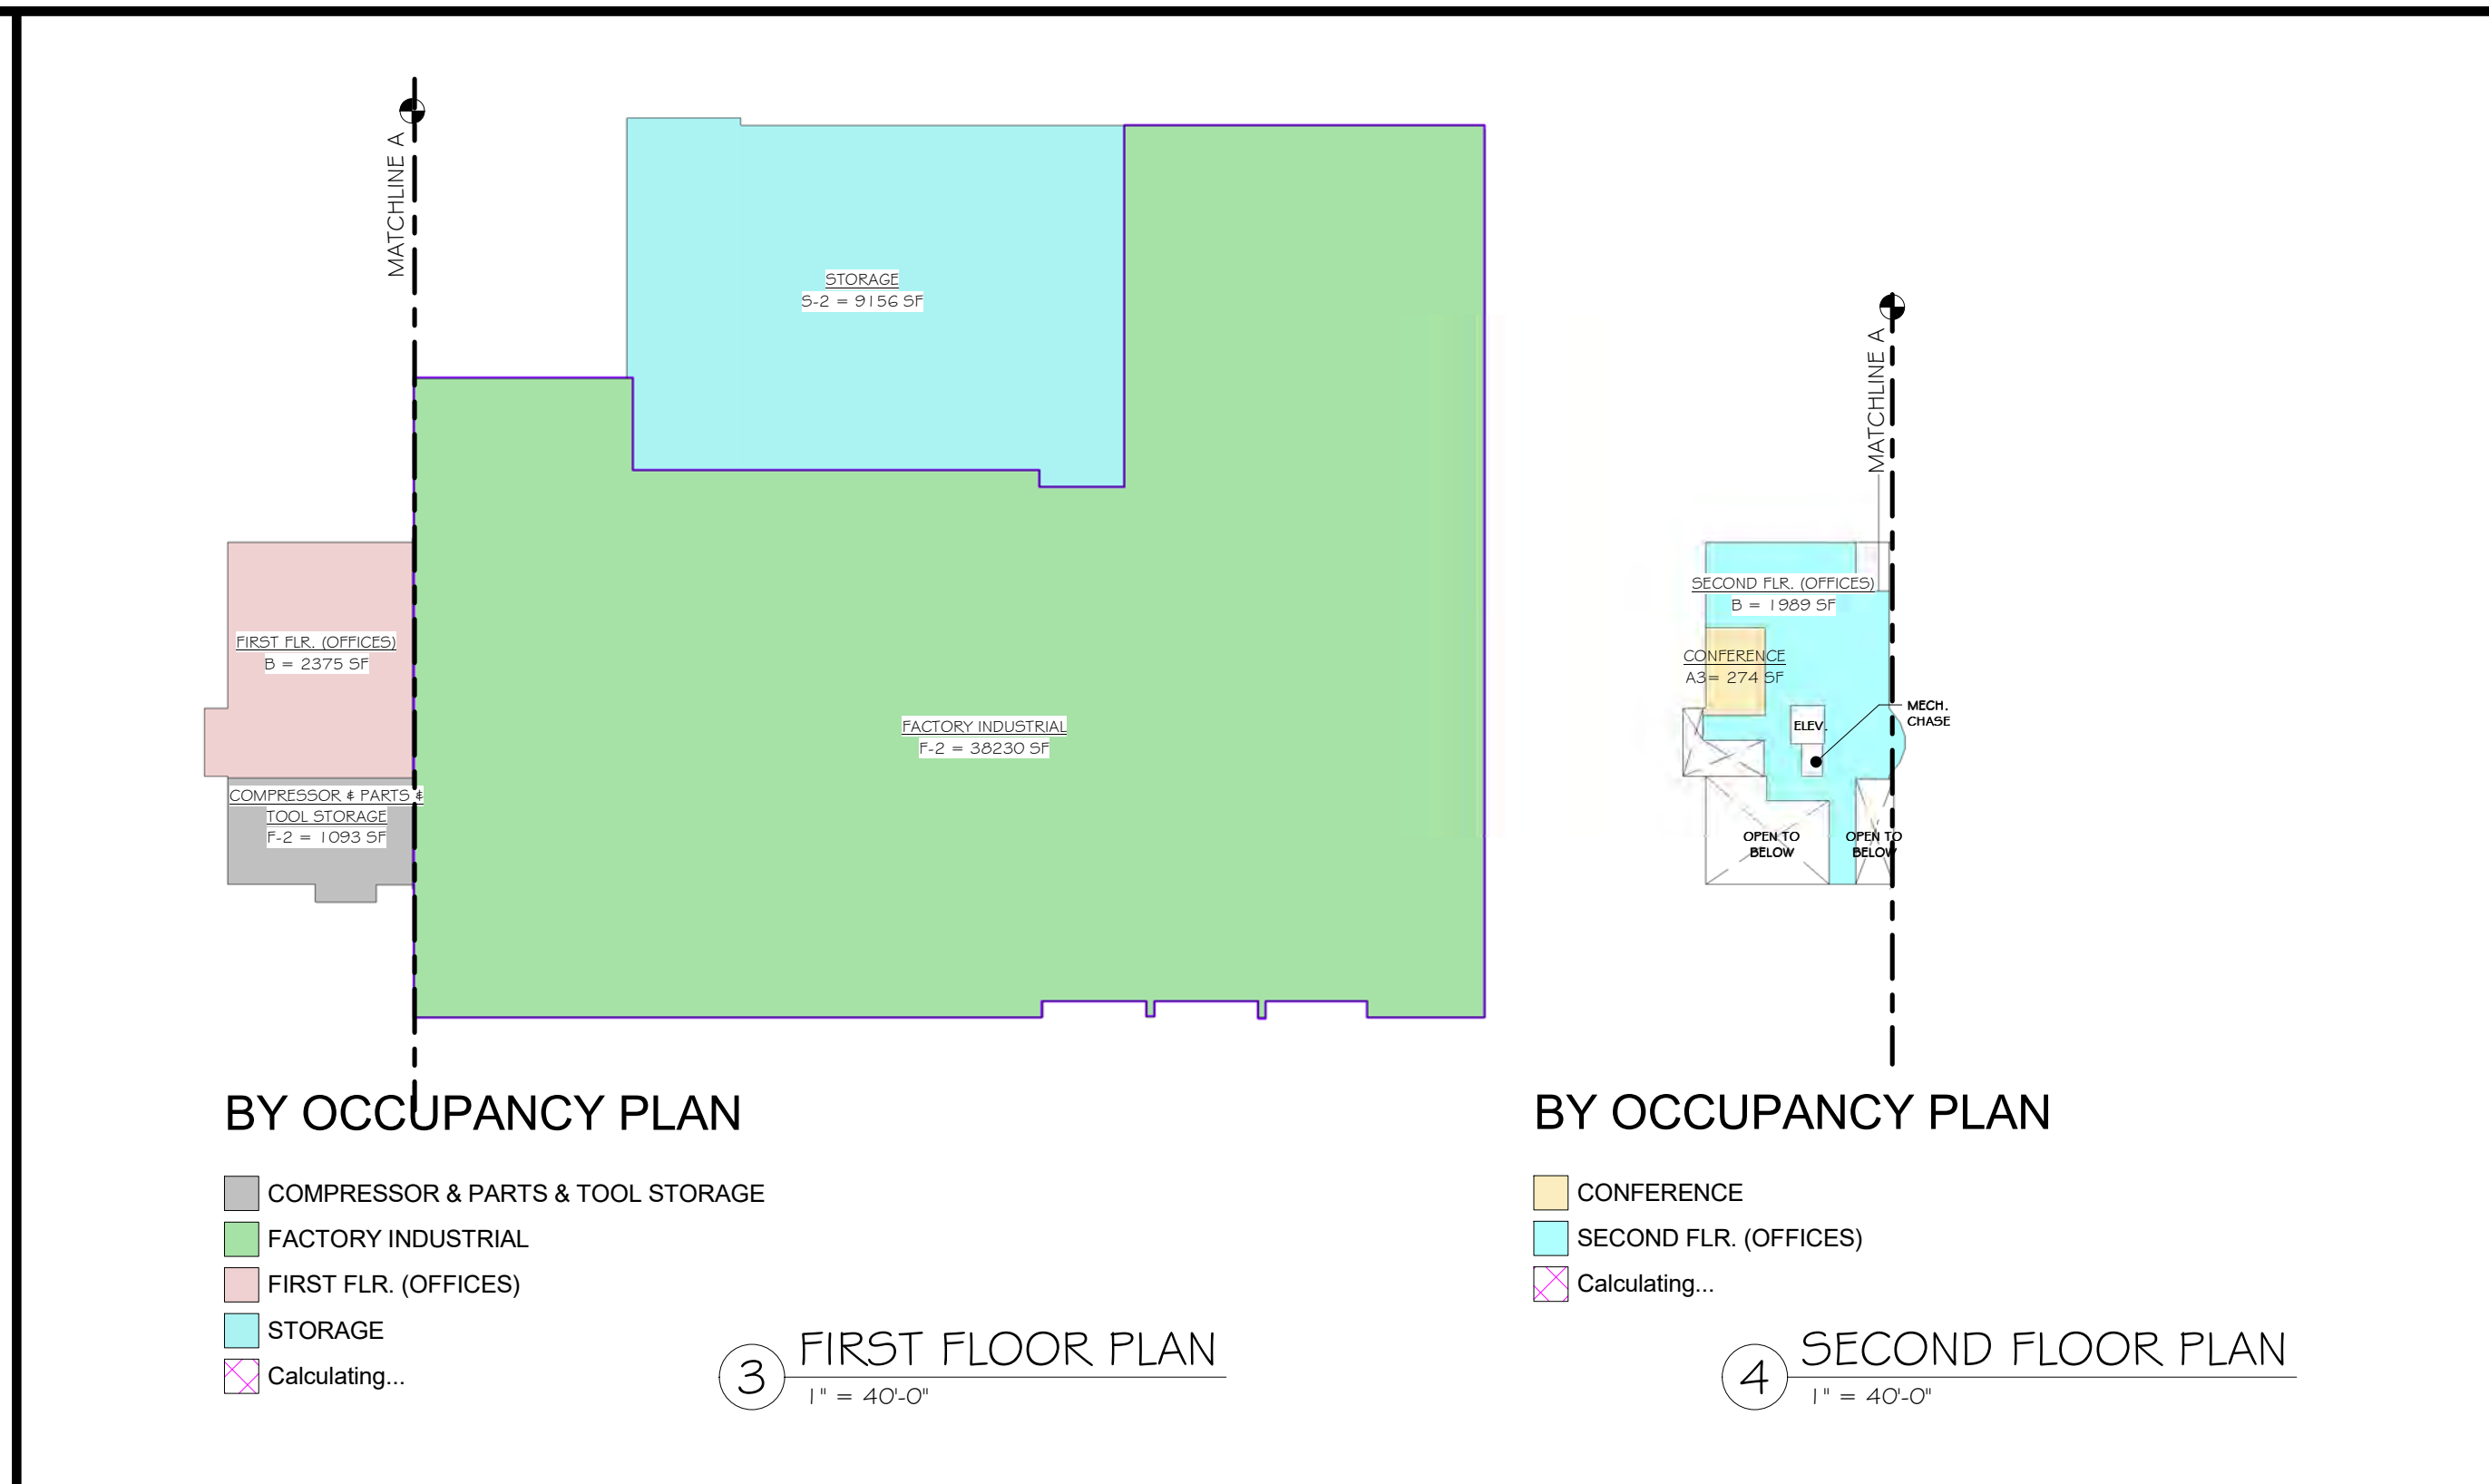 MATCHLINE A
STORAGE
S-2 = 9156 SF
FIRST FLR. (OFFICES)
B = 2375 SF
COMPRESSOR & PARTS &
TOOL STORAGE
F-2 = 1093 SF
FACTORY INDUSTRIAL
F-2 = 38230 SF
BY OCCUPANCY PLAN
COMPRESSOR & PARTS & TOOL STORAGE
FACTORY INDUSTRIAL
FIRST FLR. (OFFICES)
STORAGE
Calculating...
3
FIRST FLOOR PLAN
1" = 40'-0"
MATCHLINE A
SECOND FLR. (OFFICES)
B = 1989 SF
CONFERENCE
A3= 274 SF
MECH.
CHASE
ELEV.
OPEN TO
BELOW
OPEN TO
BELOW
BY OCCUPANCY PLAN
CONFERENCE
SECOND FLR. (OFFICES)
Calculating...
4
SECOND FLOOR PLAN
1" = 40'-0"